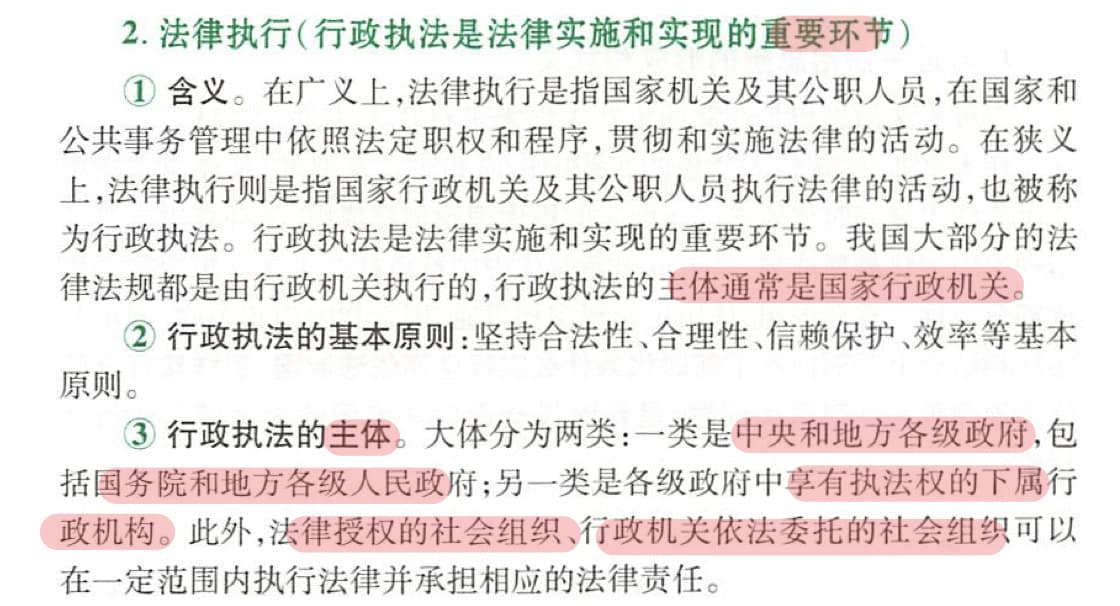 2. 法律执行(行政执法是法律实施和实现的重要环节)
① 含义。在广义上,法律执行是指国家机关及其公职人员,在国家和
公共事务管理中依照法定职权和程序,贯彻和实施法律的活动。在狭义
上,法律执行则是指国家行政机关及其公职人员执行法律的活动,也被称
为行政执法。行政执法是法律实施和实现的重要环节。我国大部分的法
律法规都是由行政机关执行的,行政执法的主体通常是国家行政机关。
② 行政执法的基本原则:坚持合法性、合理性、信赖保护、效率等基本
原则。
③ 行政执法的主体。大体分为两类:一类是中央和地方各级政府,包
括国务院和地方各级人民政府;另一类是各级政府中享有执法权的下属行
政机构。此外,法律授权的社会组织、行政机关依法委托的社会组织可以
在一定范围内执行法律并承担相应的法律责任。